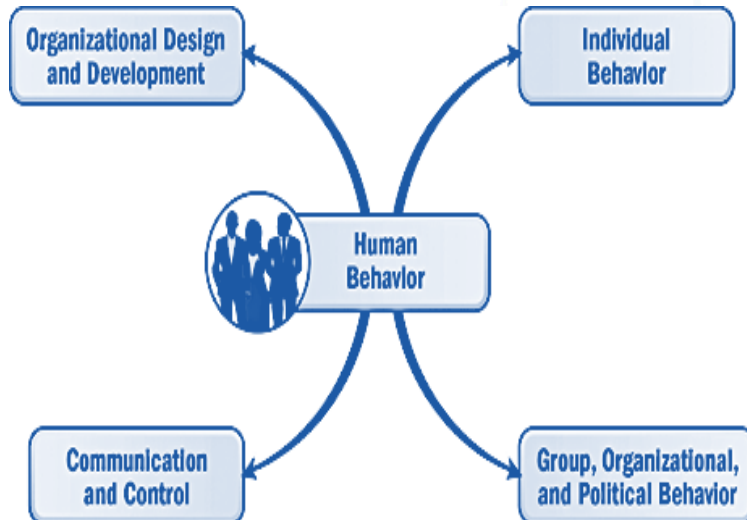 Organizational Design
and Development
Individual
Behavior
Human
Behavior
Communication
and Control
Group, Organizational,
and Political Behavior